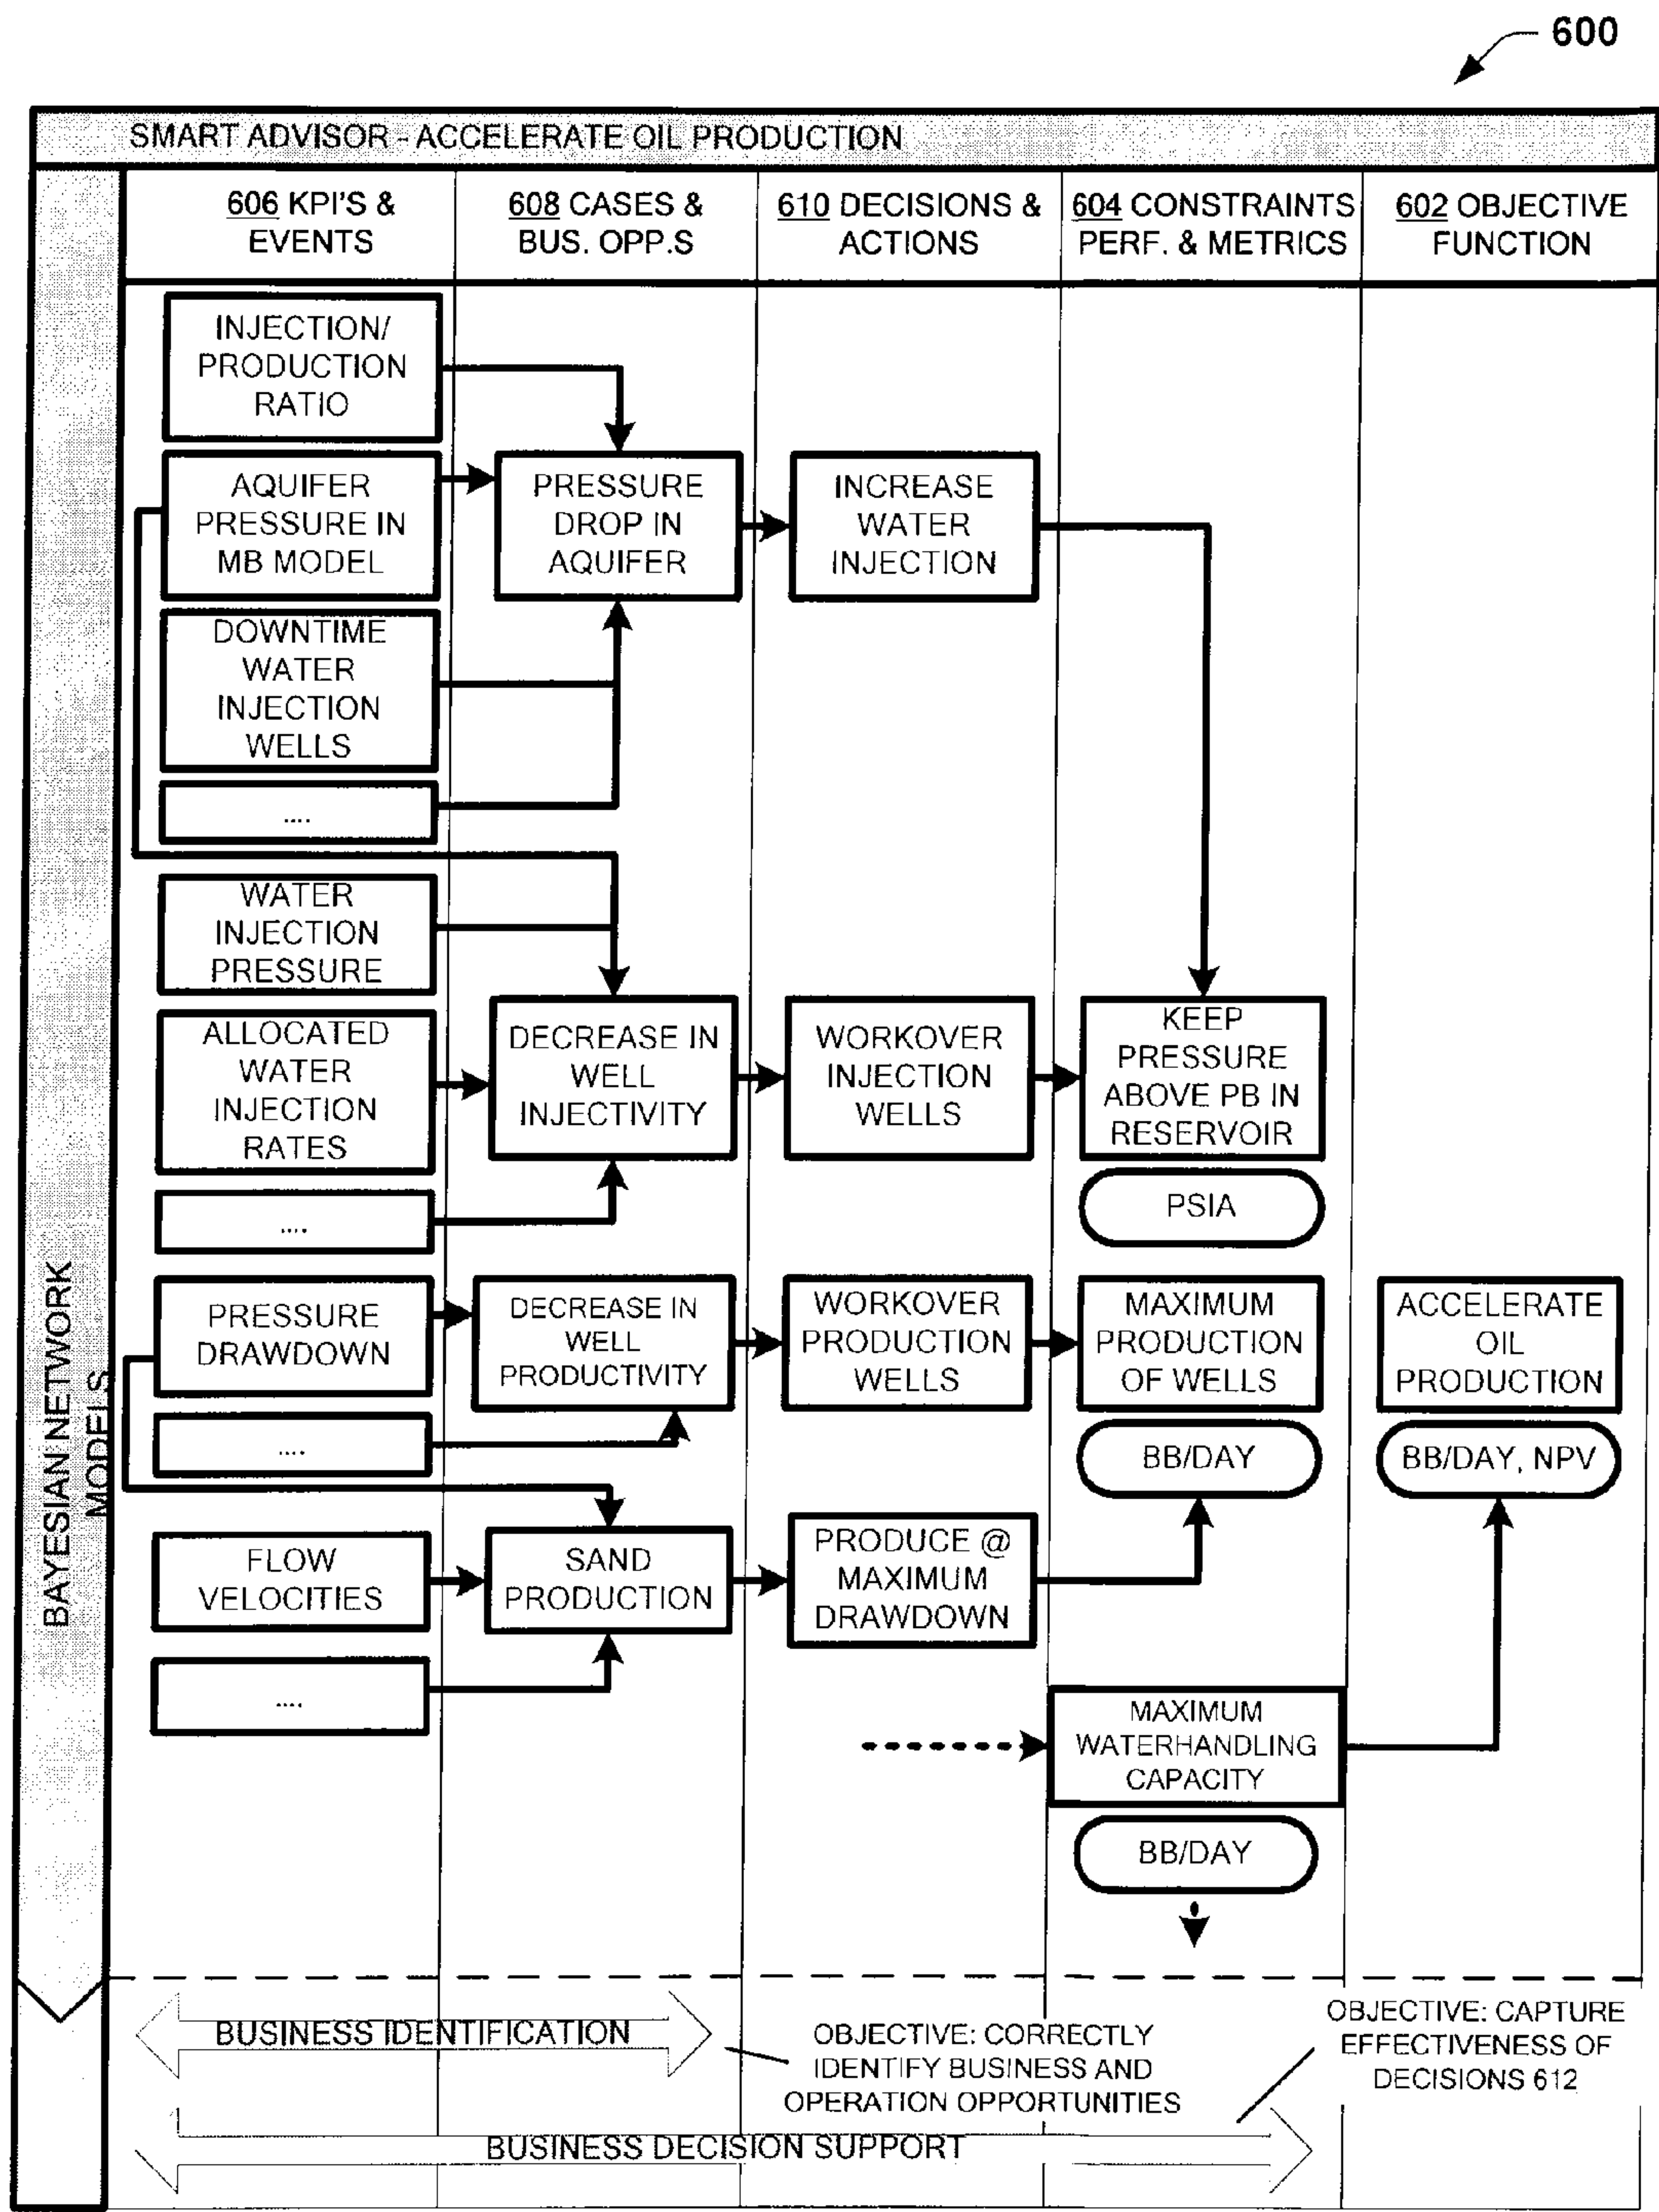 600
SMART ADVISOR - ACCELERATE OIL PRODUCTION
606 KPI'S &
EVENTS
608 CASES &
BUS. OPP.S
610 DECISIONS &
ACTIONS
604 CONSTRAINTS
PERF. & METRICS
602 OBJECTIVE
FUNCTION
INJECTION/
PRODUCTION
RATIO
AQUIFER
PRESSURE IN
MB MODEL
PRESSURE
DROP IN
AQUIFER
INCREASE
WATER
INJECTION
DOWNTIME
WATER
INJECTION
WELLS
....
WATER
INJECTION
PRESSURE
ALLOCATED
WATER
INJECTION
RATES
DECREASE IN
WELL
INJECTIVITY
WORKOVER
INJECTION
WELLS
KEEP
PRESSURE
ABOVE PB IN
RESERVOIR
PSIA
....
PRESSURE
DRAWDOWN
DECREASE IN
WELL
PRODUCTIVITY
WORKOVER
PRODUCTION
WELLS
MAXIMUM
PRODUCTION
OF WELLS
ACCELERATE
OIL
PRODUCTION
....
BB/DAY
BB/DAY, NPV
FLOW
VELOCITIES
SAND
PRODUCTION
PRODUCE @
MAXIMUM
DRAWDOWN
....
MAXIMUM
WATERHANDLING
CAPACITY
BB/DAY
BAYESIAN NETWORK
MODELS
BUSINESS IDENTIFICATION
OBJECTIVE: CORRECTLY
IDENTIFY BUSINESS AND
OPERATION OPPORTUNITIES
OBJECTIVE: CAPTURE
EFFECTIVENESS OF
DECISIONS 612
BUSINESS DECISION SUPPORT